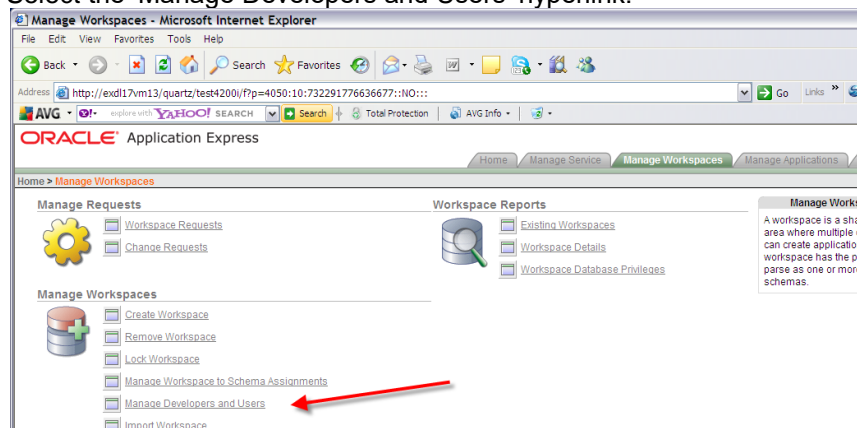 Select the 'Manage Developers and Users' hyperlink.
Manage Workspaces - Microsoft Internet Explorer
File Edit View Favorites Tools Help
Back Search Favorites
Address http://exdl17vm13/quartz/test4200i/f?p=4050:10:732291776636677::NO::: Go Links »
AVG explore with YAHOO! SEARCH Search Total Protection AVG Info
ORACLE Application Express
Home Manage Service Manage Workspaces Manage Applications
Home > Manage Workspaces
Manage Requests
Workspace Requests
Change Requests
Workspace Reports
Existing Workspaces
Workspace Details
Workspace Database Privileges
Manage Works
A workspace is a sha
area where multiple
can create applicatio
workspace has the p
parse as one or mor
schemas.
Manage Workspaces
Create Workspace
Remove Workspace
Lock Workspace
Manage Workspace to Schema Assignments
Manage Developers and Users
Import Workspace